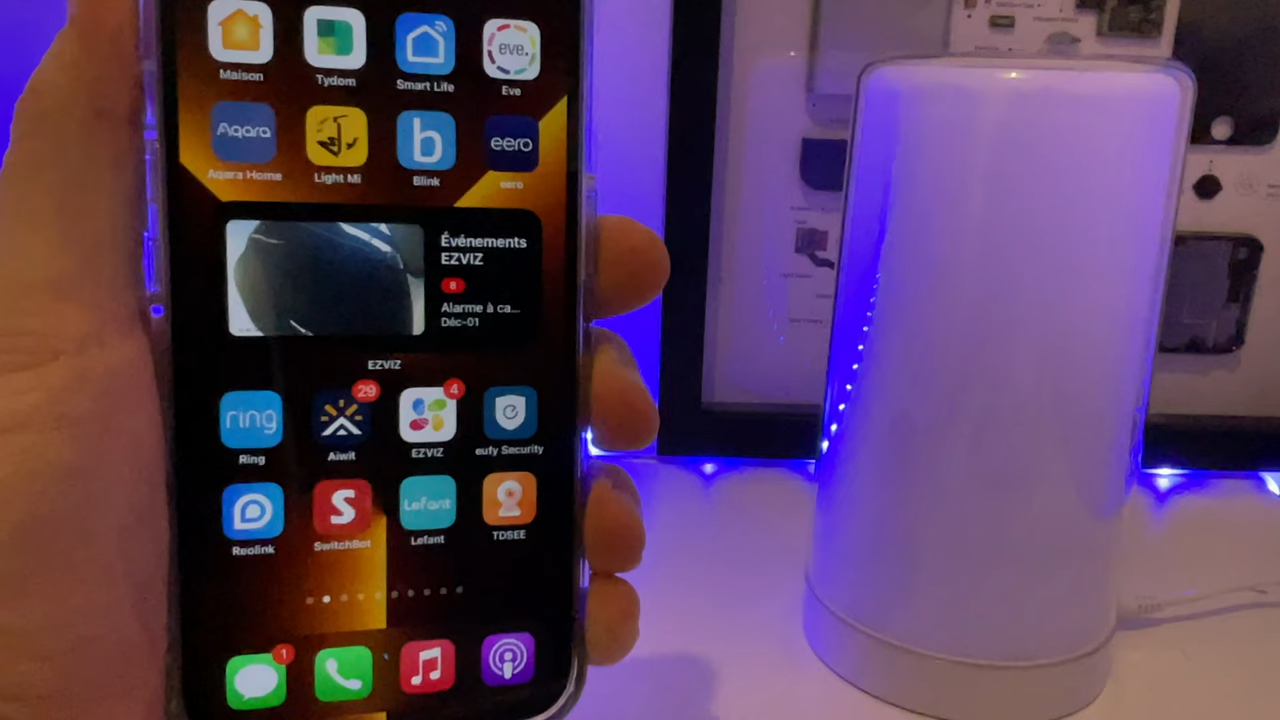 eve.
Maison
Tydom
Smart Life
Eve
Aqara
b
eero
Aqara Home
Light Mi
Blink
eero
Événements
EZVIZ
8
Alarme à ca...
Déc-01
EZVIZ
29
4
ring
e
Ring
Aiwit
EZVIZ
eufy Security
S
Lefant
Reolink
SwitchBot
Lefant
TDSEE
1